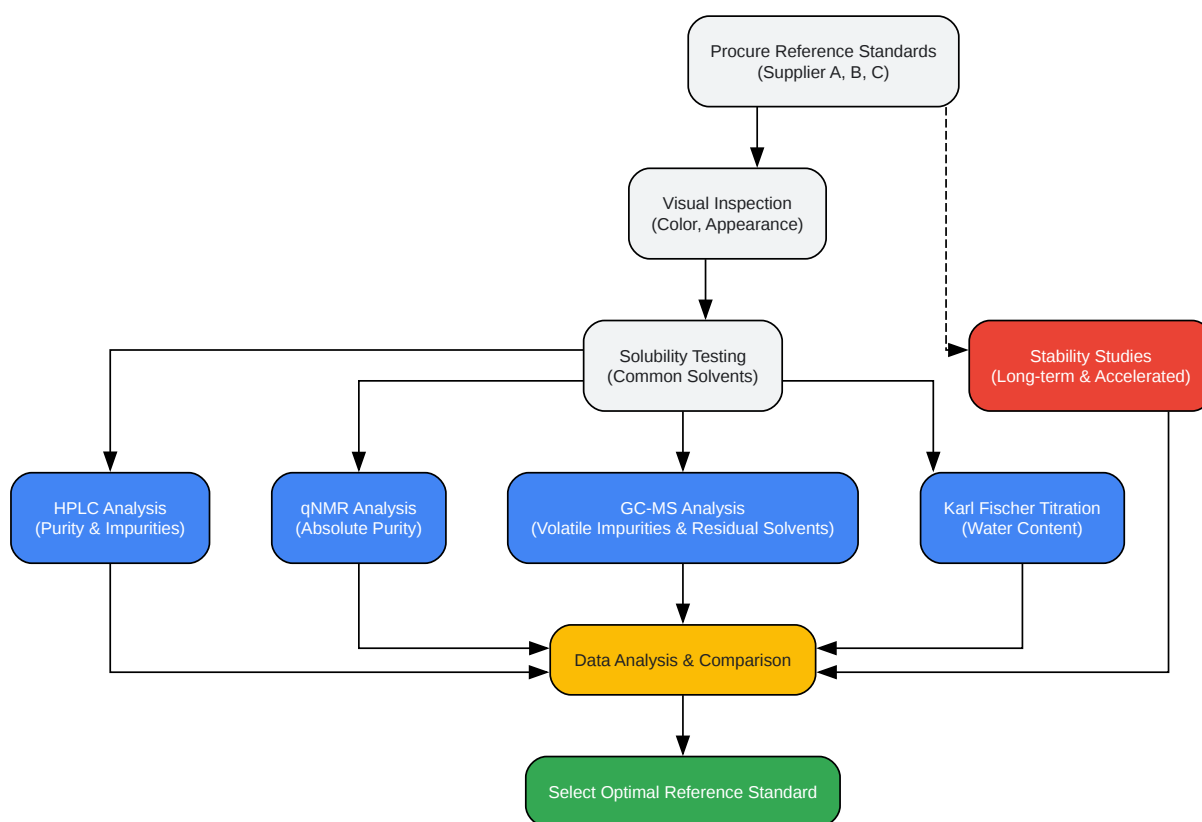 Procure Reference Standards
(Supplier A, B, C)
Visual Inspection
(Color, Appearance)
Solubility Testing
(Common Solvents)
Stability Studies
(Long-term & Accelerated)
HPLC Analysis
(Purity & Impurities)
qNMR Analysis
(Absolute Purity)
GC-MS Analysis
(Volatile Impurities & Residual Solvents)
Karl Fischer Titration
(Water Content)
Data Analysis & Comparison
Select Optimal Reference Standard